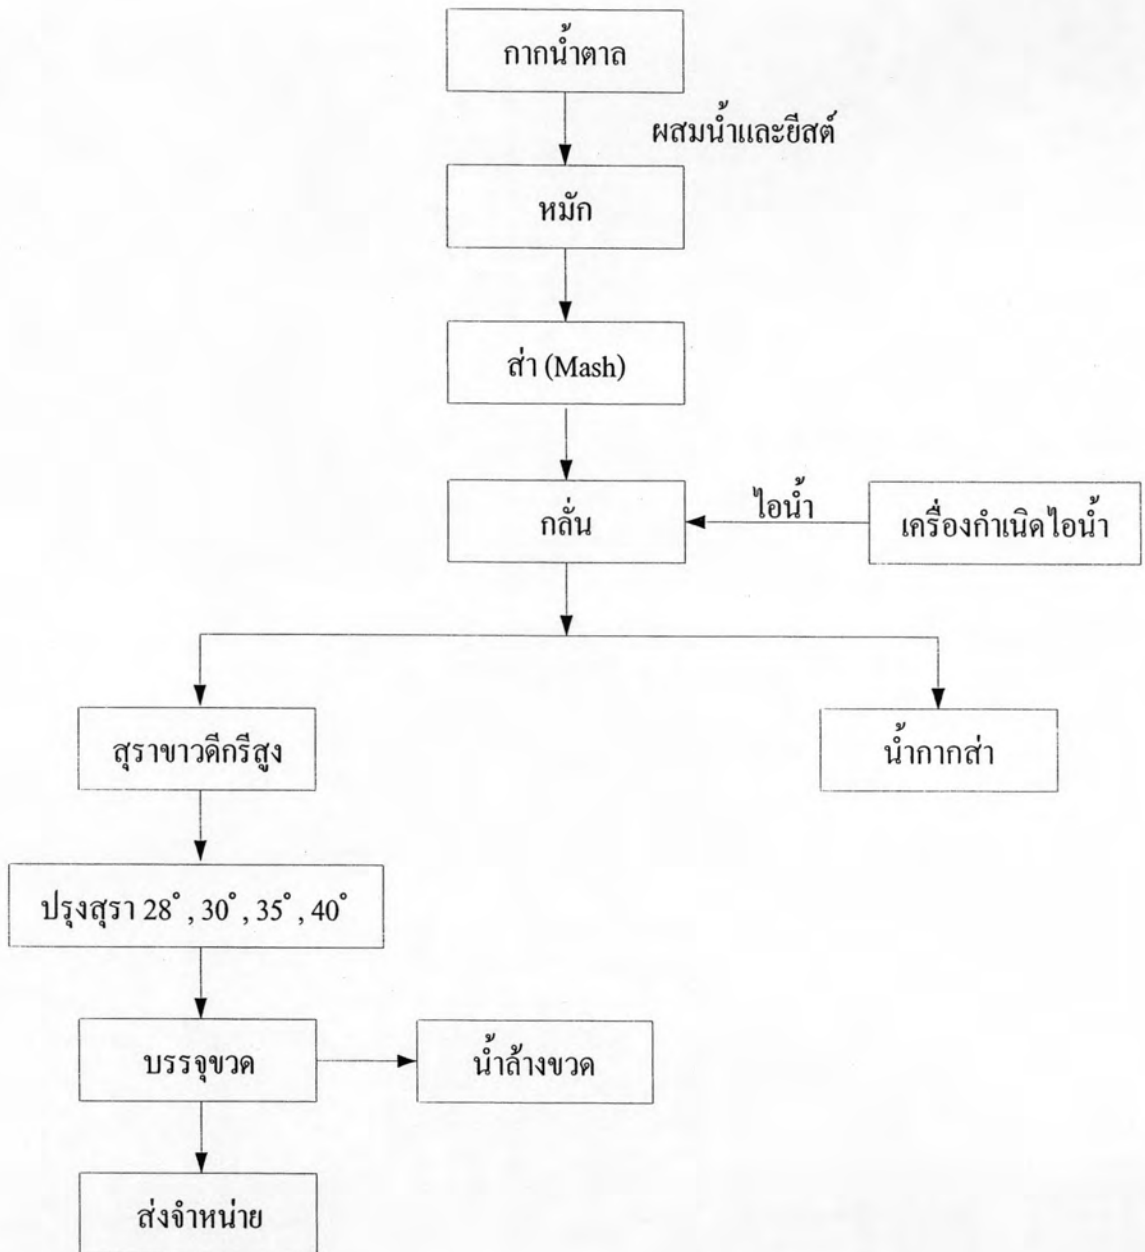 กากน้ำตาล
ผสมน้ำและยีสต์
หมัก
ส่า (Mash)
กลั่น
ไอน้ำ
เครื่องกำเนิดไอน้ำ
สุราขาวดีกรีสูง
น้ำกากส่า
ปรุงสุรา 28° , 30° , 35° , 40°
บรรจุขวด
น้ำล้างขวด
ส่งจำหน่าย